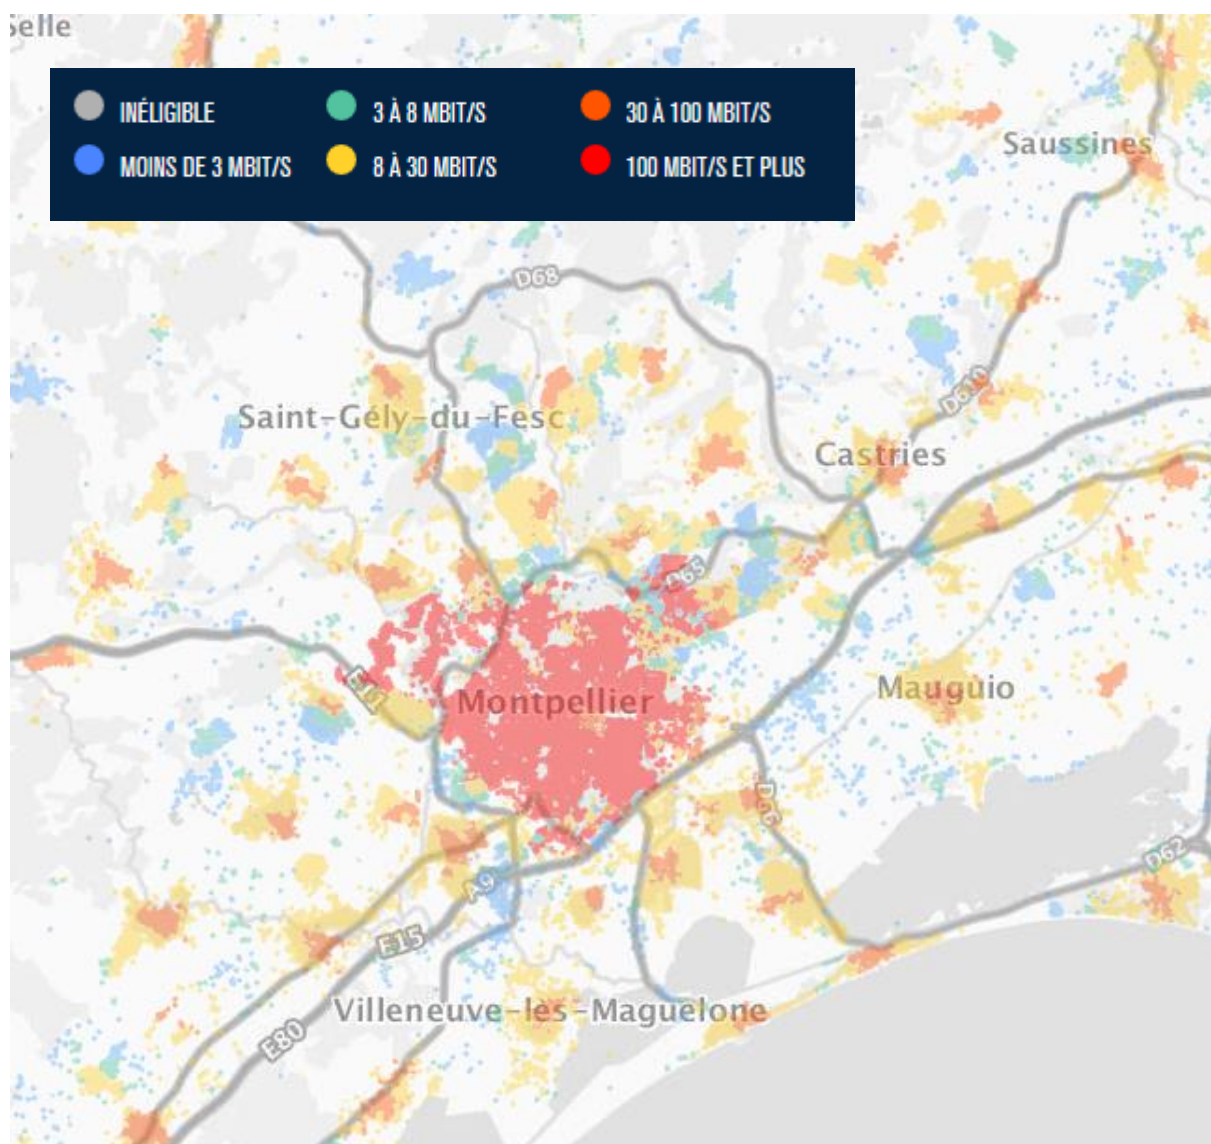 Selle
INÉLIGIBLE
3 À 8 MBIT/S
30 À 100 MBIT/S
MOINS DE 3 MBIT/S
8 À 30 MBIT/S
100 MBIT/S ET PLUS
Saussines
D68
D610
Saint-Gély-du-Fesc
Castries
D65
E11
Montpellier
Mauguio
D66
D62
A9
E15
Villeneuve-lès-Maguelone
E80